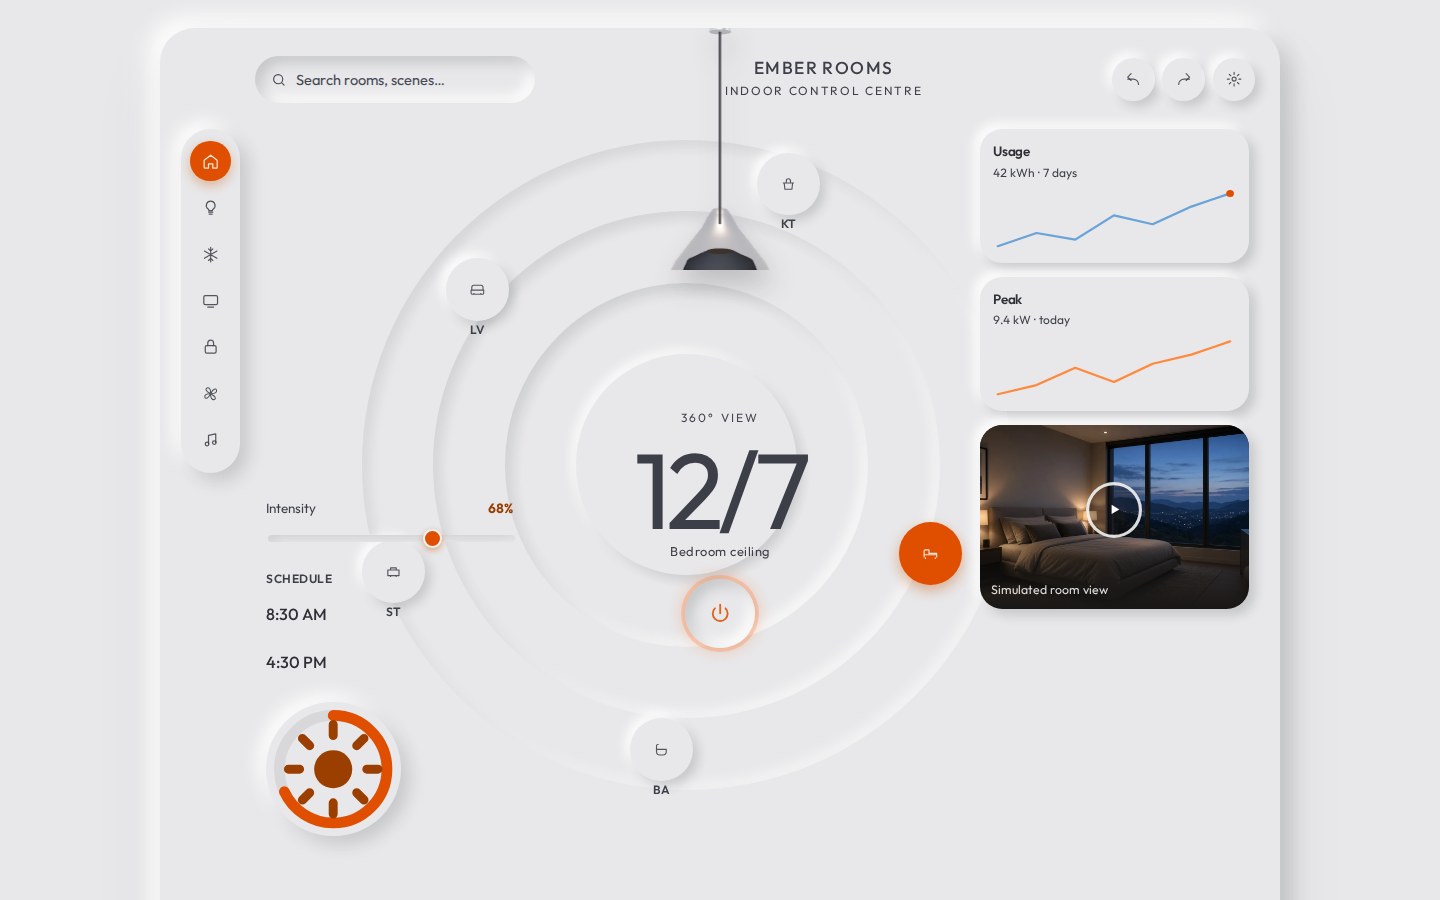 Search rooms, scenes...
EMBER ROOMS
INDOOR CONTROL CENTRE
Usage
42 kWh · 7 days
KT
LV
Peak
9.4 kW · today
360° VIEW
12/7
Bedroom ceiling
Intensity
68%
SCHEDULE
8:30 AM
4:30 PM
ST
Simulated room view
BA